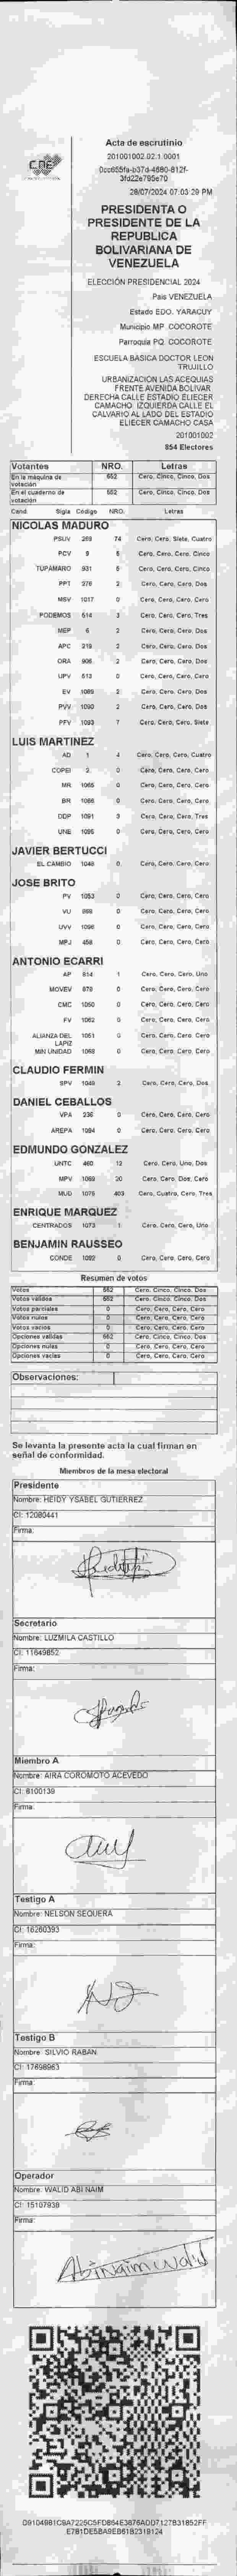 CNE
Acta de escrutinio
201001002.02.1.0001
28/07/2024 07:03:29 PM
PRESIDENTA O
PRESIDENTE DE LA
REPUBLICA
BOLIVARIANA DE
VENEZUELA
ELECCIÓN PRESIDENCIAL 2024
Pais VENEZUELA
Estado EDO. YARACUY
Municipio MP. COCOROTE
Parroquia PQ. COCOROTE
ESCUELA BÁSICA DOCTOR LEON
TRUJILLO
URBANIZACIÓN LAS ACEQUIAS
FRENTE AVENIDA BOLIVAR.
DERECHA CALLE ESTADIO ELIECER
CAMACHO. IZQUIERDA CALLE EL
CALVARIO AL LADO DEL ESTADIO
ELIECER CAMACHO CASA
201001002
854 Electores
Votantes NRO. Letras
En la máquina de votación 552 Cero, Cinco, Cinco, Dos
En el cuaderno de votación 552 Cero, Cinco, Cinco, Dos
Cand. Sigla Código NRO. Letras
NICOLAS MADURO
PSUV 269 74 Cero, Cero, Siete, Cuatro
PCV 9 5 Cero, Cero, Cero, Cinco
TUPAMARO 931 5 Cero, Cero, Cero, Cinco
PPT 279 2 Cero, Cero, Cero, Dos
MSV 1017 0 Cero, Cero, Cero, Cero
PODEMOS 514 3 Cero, Cero, Cero, Tres
MEP 6 2 Cero, Cero, Cero, Dos
APC 219 2 Cero, Cero, Cero, Dos
ORA 906 2 Cero, Cero, Cero, Dos
UPV 513 0 Cero, Cero, Cero, Cero
EV 1089 2 Cero, Cero, Cero, Dos
PVV 1090 2 Cero, Cero, Cero, Dos
PFV 1093 7 Cero, Cero, Cero, Siete
LUIS MARTINEZ
AD 1 4 Cero, Cero, Cero, Cuatro
COPEI 2 0 Cero, Cero, Cero, Cero
MR 1065 0 Cero, Cero, Cero, Cero
BR 1086 0 Cero, Cero, Cero, Cero
DDP 1091 3 Cero, Cero, Cero, Tres
UNE 1095 0 Cero, Cero, Cero, Cero
JAVIER BERTUCCI
EL CAMBIO 1048 0 Cero, Cero, Cero, Cero
JOSE BRITO
PV 1053 0 Cero, Cero, Cero, Cero
VU 869 0 Cero, Cero, Cero, Cero
UVV 1096 0 Cero, Cero, Cero, Cero
MPJ 458 0 Cero, Cero, Cero, Cero
ANTONIO ECARRI
AP 814 1 Cero, Cero, Cero, Uno
MOVEV 970 0 Cero, Cero, Cero, Cero
CMC 1050 0 Cero, Cero, Cero, Cero
FV 1062 0 Cero, Cero, Cero, Cero
ALIANZA DEL LAPIZ 1051 0 Cero, Cero, Cero, Cero
MIN UNIDAD 1058 0 Cero, Cero, Cero, Cero
CLAUDIO FERMIN
SPV 1049 2 Cero, Cero, Cero, Dos
DANIEL CEBALLOS
VPA 236 0 Cero, Cero, Cero, Cero
AREPA 1094 0 Cero, Cero, Cero, Cero
EDMUNDO GONZALEZ
UNTC 460 12 Cero, Cero, Uno, Dos
MPV 1069 20 Cero, Cero, Dos, Cero
MUD 1075 403 Cero, Cuatro, Cero, Tres
ENRIQUE MARQUEZ
CENTRADOS 1073 1 Cero, Cero, Cero, Uno
BENJAMIN RAUSSEO
CONDE 1092 0 Cero, Cero, Cero, Cero
Resumen de votos
Votos 552 Cero, Cinco, Cinco, Dos
Votos válidos 552 Cero, Cinco, Cinco, Dos
Votos parciales 0 Cero, Cero, Cero, Cero
Votos nulos 0 Cero, Cero, Cero, Cero
Votos vacíos 0 Cero, Cero, Cero, Cero
Opciones válidas 552 Cero, Cinco, Cinco, Dos
Opciones nulas 0 Cero, Cero, Cero, Cero
Opciones vacías 0 Cero, Cero, Cero, Cero
Observaciones:
Se levanta la presente acta la cual firman en
señal de conformidad.
Miembros de la mesa electoral
Presidente
Nombre: HEIDY YSABEL GUTIERREZ
CI: 12080441
Firma:
Secretario
Nombre: LUZMILA CASTILLO
CI: 11649852
Firma:
Miembro A
Nombre: AIRA COROMOTO ACEVEDO
CI: 8100139
Firma:
Testigo A
Nombre: NELSON SEQUERA
CI: 16260393
Firma:
Testigo B
Nombre: SILVIO RABAN
CI: 17698963
Firma:
Operador
Nombre: WALID ABI NAIM
CI: 15107938
Firma:
Abinaim Walid